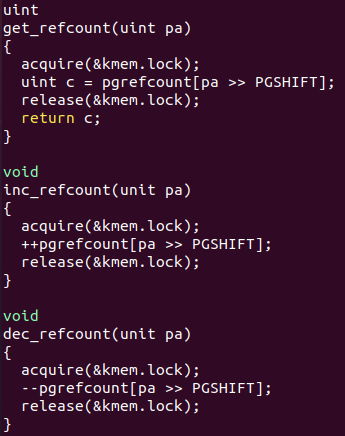 uint
get_refcount(uint pa)
{
  acquire(&kmem.lock);
  uint c = pgrefcount[pa >> PGSHIFT];
  release(&kmem.lock);
  return c;
}

void
inc_refcount(unit pa)
{
  acquire(&kmem.lock);
  ++pgrefcount[pa >> PGSHIFT];
  release(&kmem.lock);
}

void
dec_refcount(unit pa)
{
  acquire(&kmem.lock);
  --pgrefcount[pa >> PGSHIFT];
  release(&kmem.lock);
}